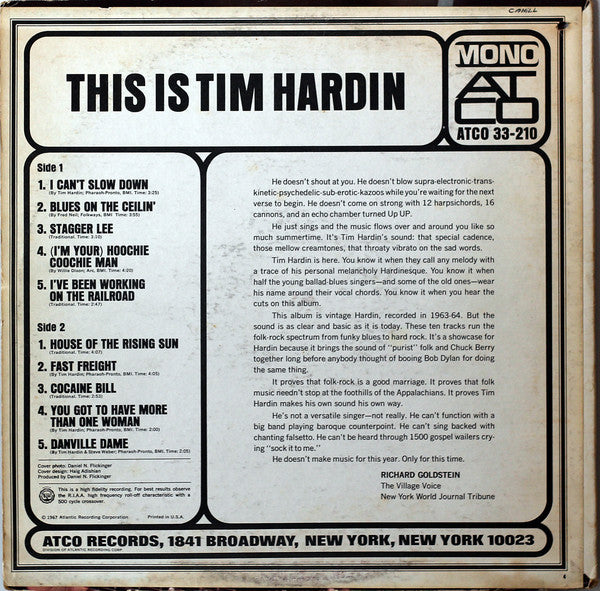 CAHILL
THIS IS TIM HARDIN
MONO
ATCO
ATCO 33-210
Side 1
1. I CAN'T SLOW DOWN
(By Tim Hardin; Pharaoh-Pronto, BMI. Time: 3:25)
2. BLUES ON THE CEILIN'
(By Fred Neil; Folkways, BMI Time: 3:55)
3. STAGGER LEE
(Traditional. Time: 3:10)
4. (I'M YOUR) HOOCHIE
COOCHIE MAN
(By Willie Dixon; Arc, BMI. Time: 4:20)
5. I'VE BEEN WORKING
ON THE RAILROAD
(Traditional. Time: 2:47)
Side 2
1. HOUSE OF THE RISING SUN
(Traditional. Time: 4:07)
2. FAST FREIGHT
(By Tim Hardin; Pharaoh-Pronto, BMI. Time: 4:05)
3. COCAINE BILL
(Traditional. Time: 2:53)
4. YOU GOT TO HAVE MORE
THAN ONE WOMAN
(By Tim Hardin; Pharaoh-Pronto, BMI. Time: 2:00)
5. DANVILLE DAME
(By Tim Hardin & Steve Weber; Pharaoh-Pronto, BMI. Time: 2:05)
Cover photo: Daniel N. Flickinger
Cover design: Haig Adishian
Produced by Daniel N. Flickinger
This is a high fidelity recording. For best results observe
the R.I.A.A. high frequency roll-off characteristic with a
500 cycle crossover.
© 1967 Atlantic Recording Corporation Printed in U.S.A.
He doesn't shout at you. He doesn't blow supra-electronic-trans-
kinetic-psychedelic-sub-erotic-kazoos while you're waiting for the next
verse to begin. He doesn't come on strong with 12 harpsichords, 16
cannons, and an echo chamber turned Up UP.
He just sings and the music flows over and around you like so
much summertime. It's Tim Hardin's sound: that special cadence,
those mellow creamtones, that throaty vibrato on the sad words.
Tim Hardin is here. You know it when they call any melody with
a trace of his personal melancholy Hardinesque. You know it when
half the young ballad-blues singers—and some of the old ones—wear
his name around their vocal chords. You know it when you hear the
cuts on this album.
This album is vintage Hardin, recorded in 1963-64. But the
sound is as clear and basic as it is today. These ten tracks run the
folk-rock spectrum from funky blues to hard rock. It's a showcase for
Hardin because it brings the sound of "purist" folk and Chuck Berry
together long before anybody thought of booing Bob Dylan for doing
the same thing.
It proves that folk-rock is a good marriage. It proves that folk
music needn't stop at the foothills of the Appalachians. It proves Tim
Hardin makes his own sound his own way.
He's not a versatile singer—not really. He can't function with a
big band playing baroque counterpoint. He can't sing backed with
chanting falsetto. He can't be heard through 1500 gospel wailers cry-
ing "sock it to me."
He doesn't make music for this year. Only for this time.
RICHARD GOLDSTEIN
The Village Voice
New York World Journal Tribune
ATCO RECORDS, 1841 BROADWAY, NEW YORK, NEW YORK 10023
DIVISION OF ATLANTIC RECORDING CORP.
4